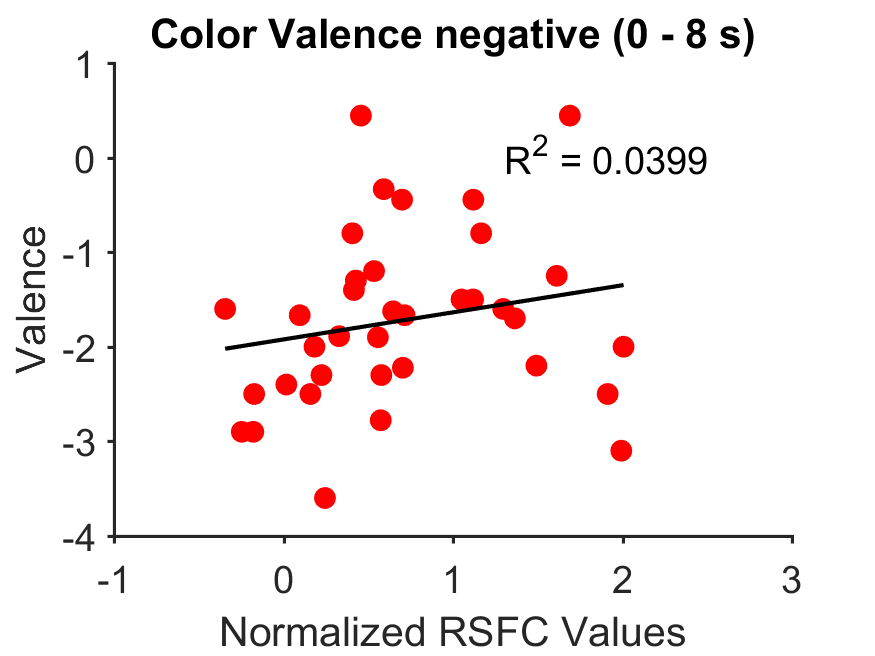 Color Valence negative (0 - 8 s)
1
0
-1
-2
-3
-4
Valence
R² = 0.0399
-1 0 1 2 3
Normalized RSFC Values